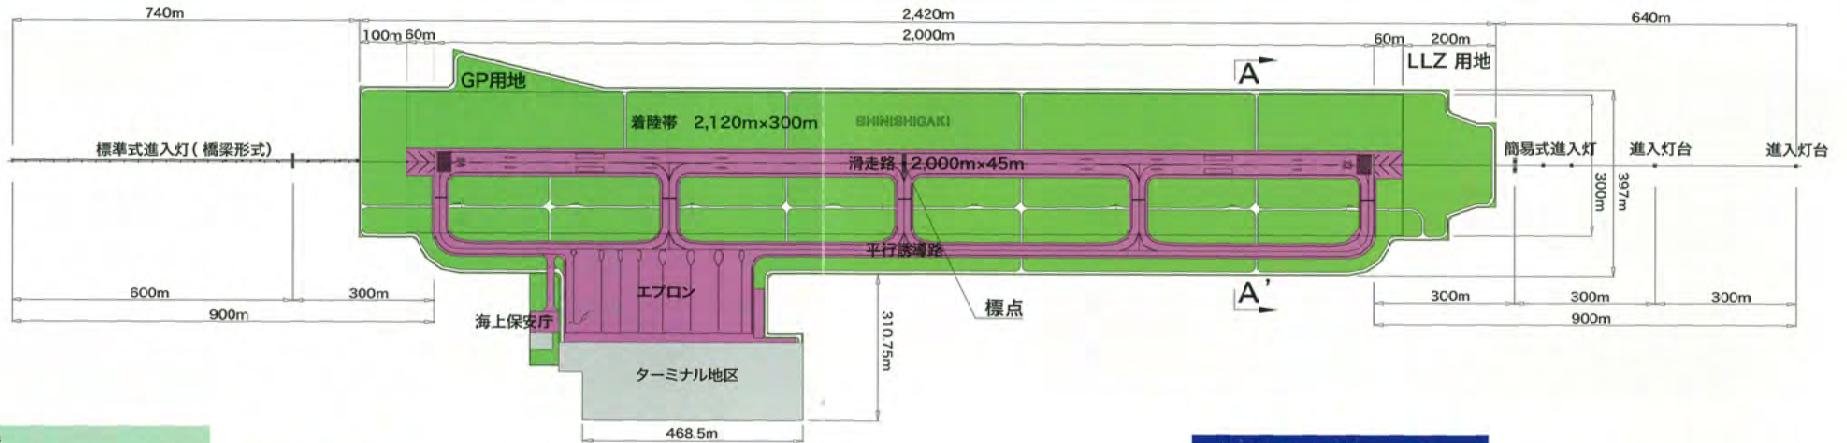 740m
2,420m
640m
100m 60m
2,000m
60m
200m
LLZ 用地
A
GP用地
着陸帯 2,120m×300m
SHINISHIGAKI
標準式進入灯(橋梁形式)
滑走路 2,000m×45m
簡易式進入灯
進入灯台
進入灯台
300m
397m
平行誘導路
600m
300m
エプロン
A'
300m
300m
300m
900m
海上保安庁
標点
310.75m
900m
ターミナル地区
468.5m